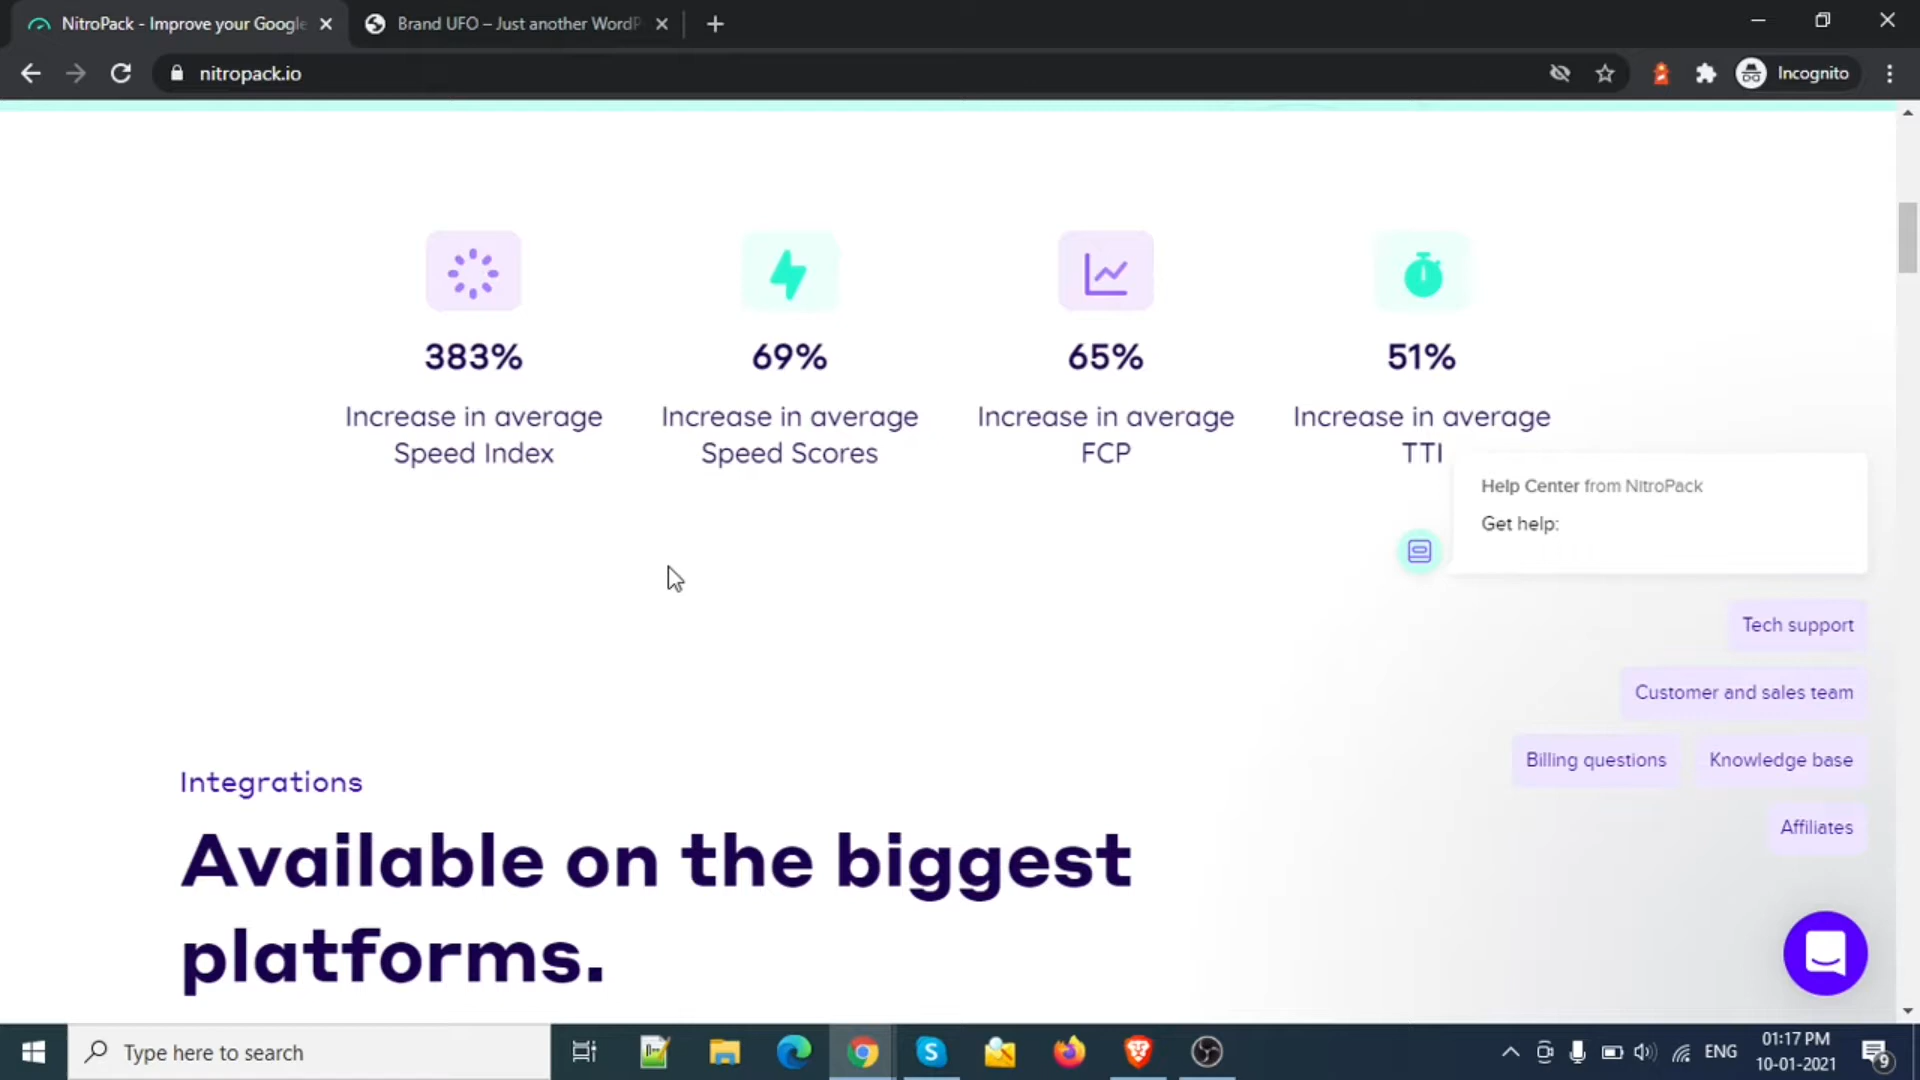 NitroPack - Improve your Google
Brand UFO – Just another WordP
nitropack.io
Incognito
383%
Increase in average
Speed Index
69%
Increase in average
Speed Scores
65%
Increase in average
FCP
51%
Increase in average
TTI
Help Center from NitroPack
Get help:
Tech support
Customer and sales team
Billing questions
Knowledge base
Affiliates
Integrations
Available on the biggest
platforms.
Type here to search
ENG
01:17 PM
10-01-2021
9